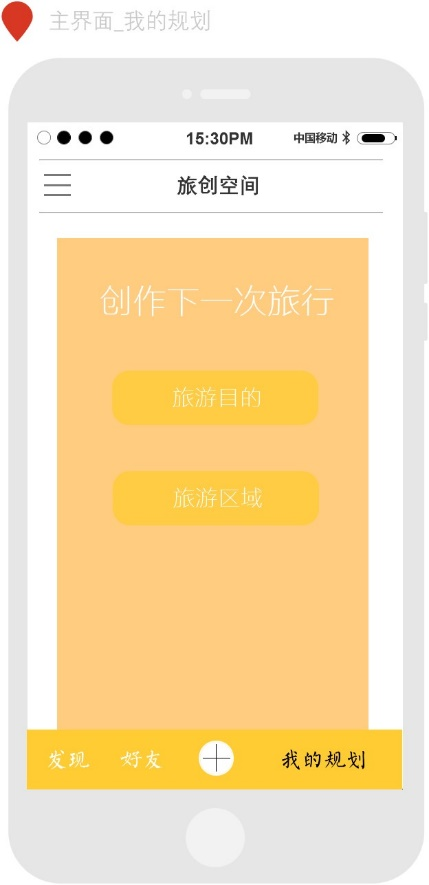 主界面_我的规划
15:30PM 中国移动
旅创空间
创作下一次旅行
旅游目的
旅游区域
发现 好友 我的规划